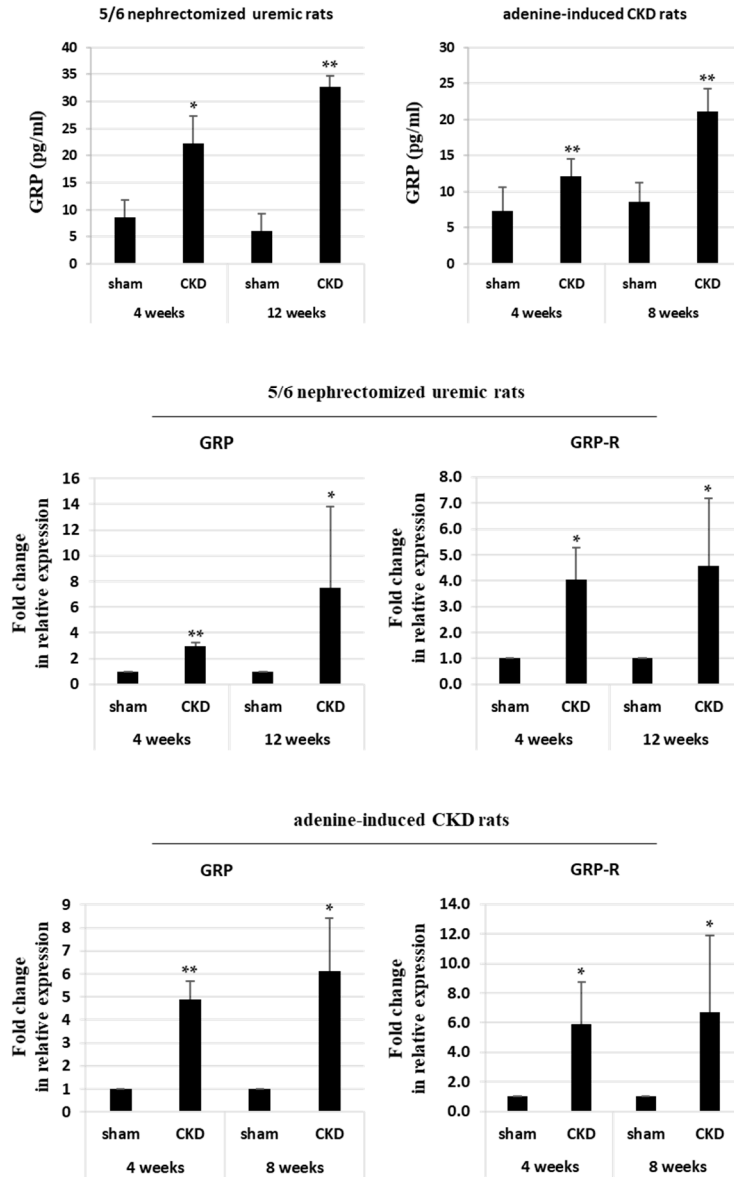 5/6 nephrectomized uremic rats
GRP (pg/ml)
40
35
30
25
20
15
10
5
0
*
**
sham CKD sham CKD
4 weeks 12 weeks
adenine-induced CKD rats
GRP (pg/ml)
30
25
20
15
10
5
0
**
**
sham CKD sham CKD
4 weeks 8 weeks
5/6 nephrectomized uremic rats
GRP
Fold change
in relative expression
16
14
12
10
8
6
4
2
0
**
*
sham CKD sham CKD
4 weeks 12 weeks
GRP-R
Fold change
in relative expression
8.0
7.0
6.0
5.0
4.0
3.0
2.0
1.0
0.0
*
*
sham CKD sham CKD
4 weeks 12 weeks
adenine-induced CKD rats
GRP
Fold change
in relative expression
9
8
7
6
5
4
3
2
1
0
**
*
sham CKD sham CKD
4 weeks 8 weeks
GRP-R
Fold change
in relative expression
14.0
12.0
10.0
8.0
6.0
4.0
2.0
0.0
*
*
sham CKD sham CKD
4 weeks 8 weeks